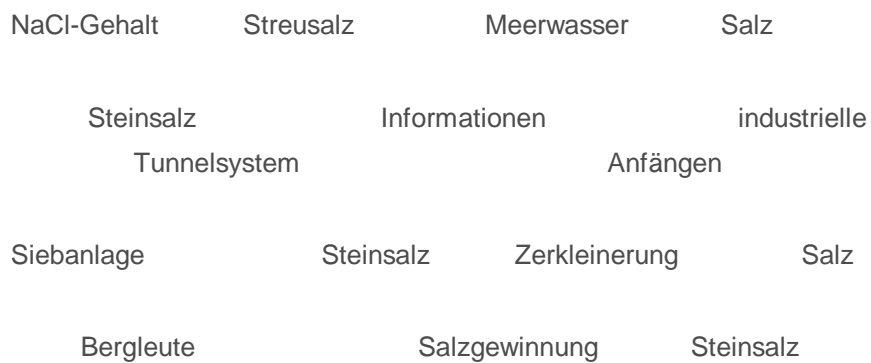 NaCl-Gehalt Streusalz Meerwasser Salz
Steinsalz Informationen industrielle
Tunnelsystem Anfängen
Siebanlage Steinsalz Zerkleinerung Salz
Bergleute Salzgewinnung Steinsalz